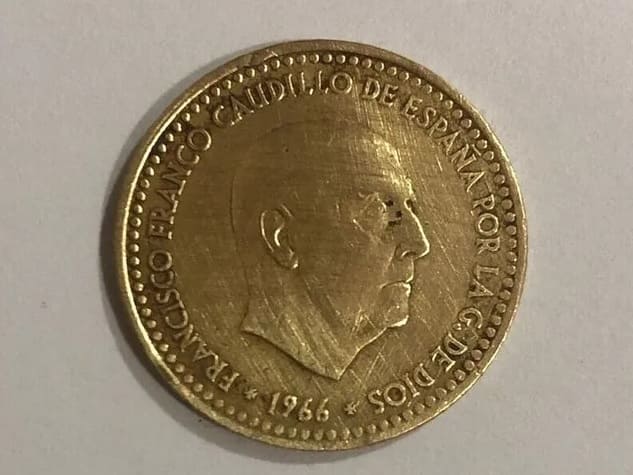 FRANCISCO FRANCO CAUDILLO DE ESPAÑA POR LA G. DE DIOS
* 1966 *